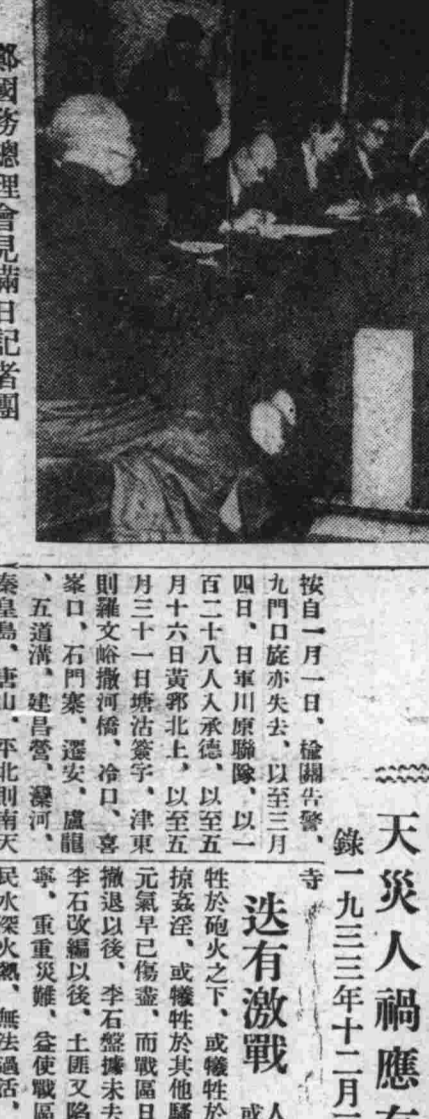 鄭國務總理會見滿日記者團
天災人禍應有
錄一九三三年十二月
按自一月一日、楡關告警、
九門口旋亦失去、以至三月
四日、日軍川原聯隊、以一
百二十八人入承德、以至五
月十六日黃郛北上、以至五
月三十一日塘沽簽字、津東
則羅文峪撒河橋、冷口、喜
峯口、石門寨、遷安、盧龍
、五道溝、建昌營、灤河、
秦皇島、唐山、平北則南天
寺
迭有激戰
或人
牲於砲火之下、或犧牲於
掠姦淫、或犧牲於其他騷
元氣早已傷盡、而戰區日
撤退以後、李石盤據未去
李石改編以後、土匪又陷
寧、重重災難、益使戰區
民水深火熱、無法過活、